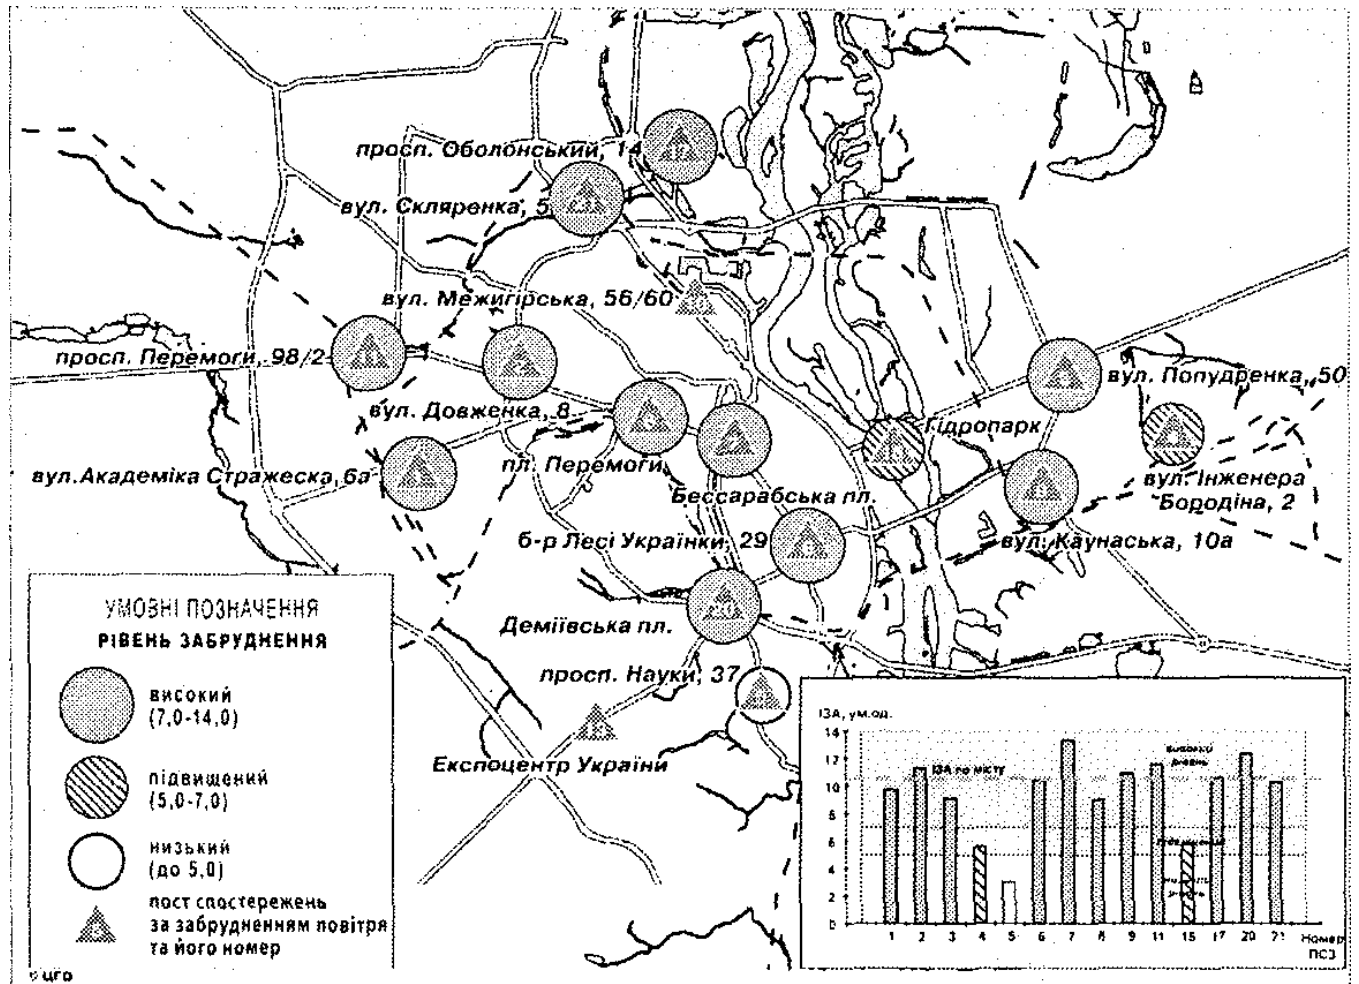 просп. Оболонський, 14
вул. Скляренка, 5
вул. Межигірська, 56/60
просп. Перемоги, 98/2
вул. Попудренка, 50
вул. Довженка, 8
Гідропарк
пл. Перемоги
вул. Академіка Стражеска, 6а
вул. Інженера
Бородіна, 2
Бессарабська пл.
б-р Лесі Українки, 29
вул. Каунаська, 10а
Деміївська пл.
просп. Науки, 37
Експоцентр України
УМОВНІ ПОЗНАЧЕННЯ
РІВЕНЬ ЗАБРУДНЕННЯ
високий
(7,0-14,0)
підвищений
(5,0-7,0)
низький
(до 5,0)
пост спостережень
за забрудненням повітря
та його номер
ІЗА, ум.од.
14
12
10
8
6
4
2
0
ІЗА по місту
високий
рівень
1 2 3 4 5 6 7 8 9 11 15 17 20 21
Номер
ПСЗ
© ЦГО